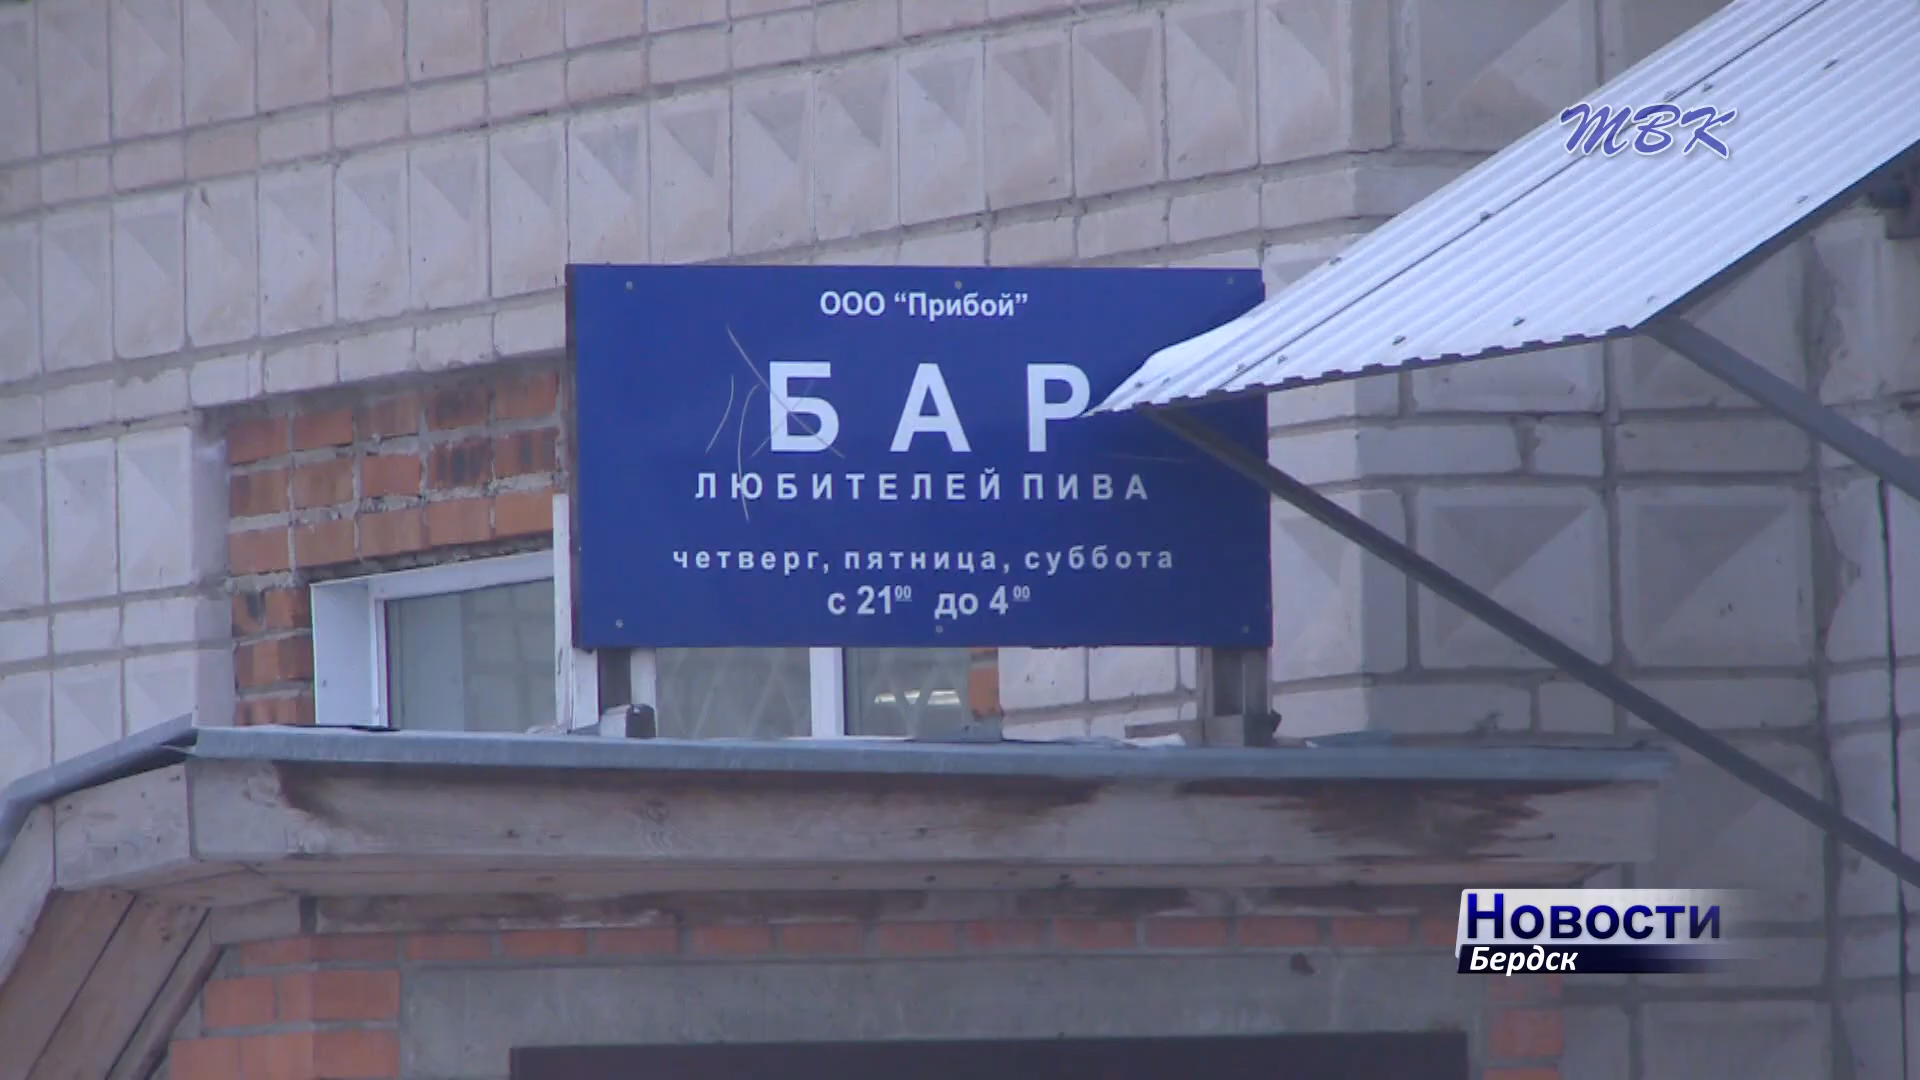 ТВК
ООО “Прибой”
БАР
ЛЮБИТЕЛЕЙ ПИВА
четверг, пятница, суббота
с 21⁰⁰ до 4⁰⁰
Новости
Бердск